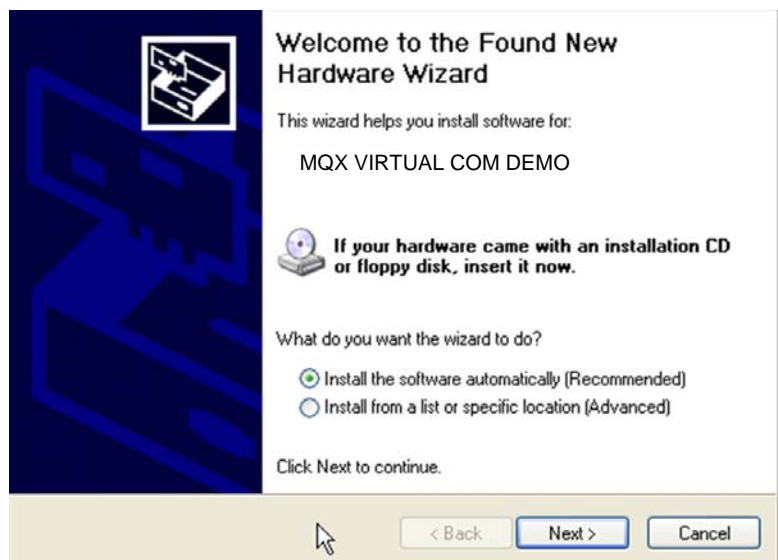 Welcome to the Found New
Hardware Wizard
This wizard helps you install software for:
MQX VIRTUAL COM DEMO
If your hardware came with an installation CD
or floppy disk, insert it now.
What do you want the wizard to do?
Install the software automatically (Recommended)
Install from a list or specific location (Advanced)
Click Next to continue.
< Back
Next >
Cancel